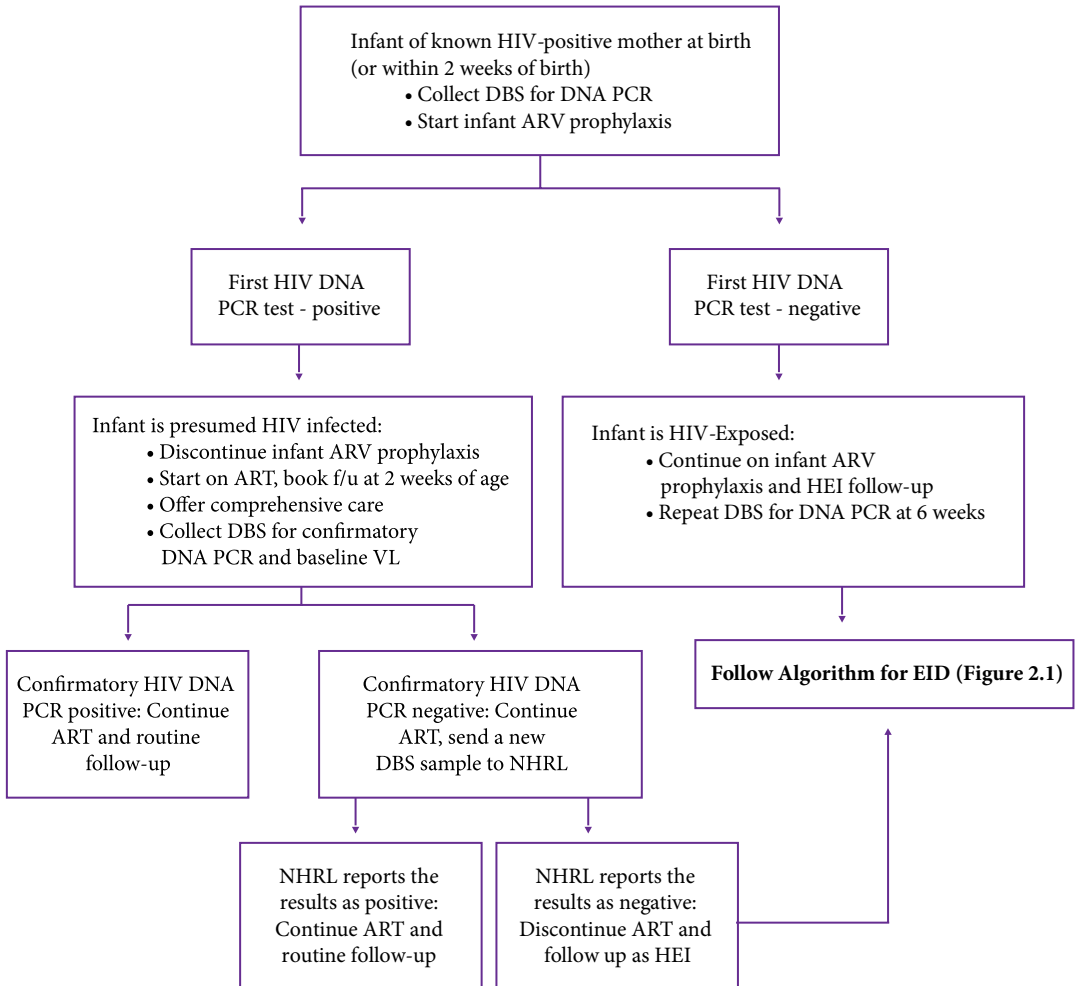 Infant of known HIV-positive mother at birth
(or within 2 weeks of birth)
• Collect DBS for DNA PCR
• Start infant ARV prophylaxis
First HIV DNA
PCR test - positive
First HIV DNA
PCR test - negative
Infant is presumed HIV infected:
• Discontinue infant ARV prophylaxis
• Start on ART, book f/u at 2 weeks of age
• Offer comprehensive care
• Collect DBS for confirmatory
DNA PCR and baseline VL
Infant is HIV-Exposed:
• Continue on infant ARV
prophylaxis and HEI follow-up
• Repeat DBS for DNA PCR at 6 weeks
Confirmatory HIV DNA
PCR positive: Continue
ART and routine
follow-up
Confirmatory HIV DNA
PCR negative: Continue
ART, send a new
DBS sample to NHRL
Follow Algorithm for EID (Figure 2.1)
NHRL reports the
results as positive:
Continue ART and
routine follow-up
NHRL reports the
results as negative:
Discontinue ART and
follow up as HEI